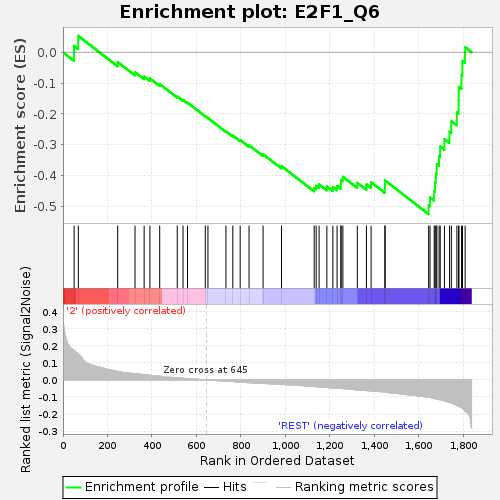 Enrichment plot: E2F1_Q6
Enrichment score (ES)
0.0
-0.1
-0.2
-0.3
-0.4
-0.5
Ranked list metric (Signal2Noise)
0.4
0.3
0.2
0.1
0.0
-0.1
-0.2
-0.3
'2' (positively correlated)
Zero cross at 645
'REST' (negatively correlated)
0 200 400 600 800 1,000 1,200 1,400 1,600 1,800
Rank in Ordered Dataset
Enrichment profile Hits Ranking metric scores